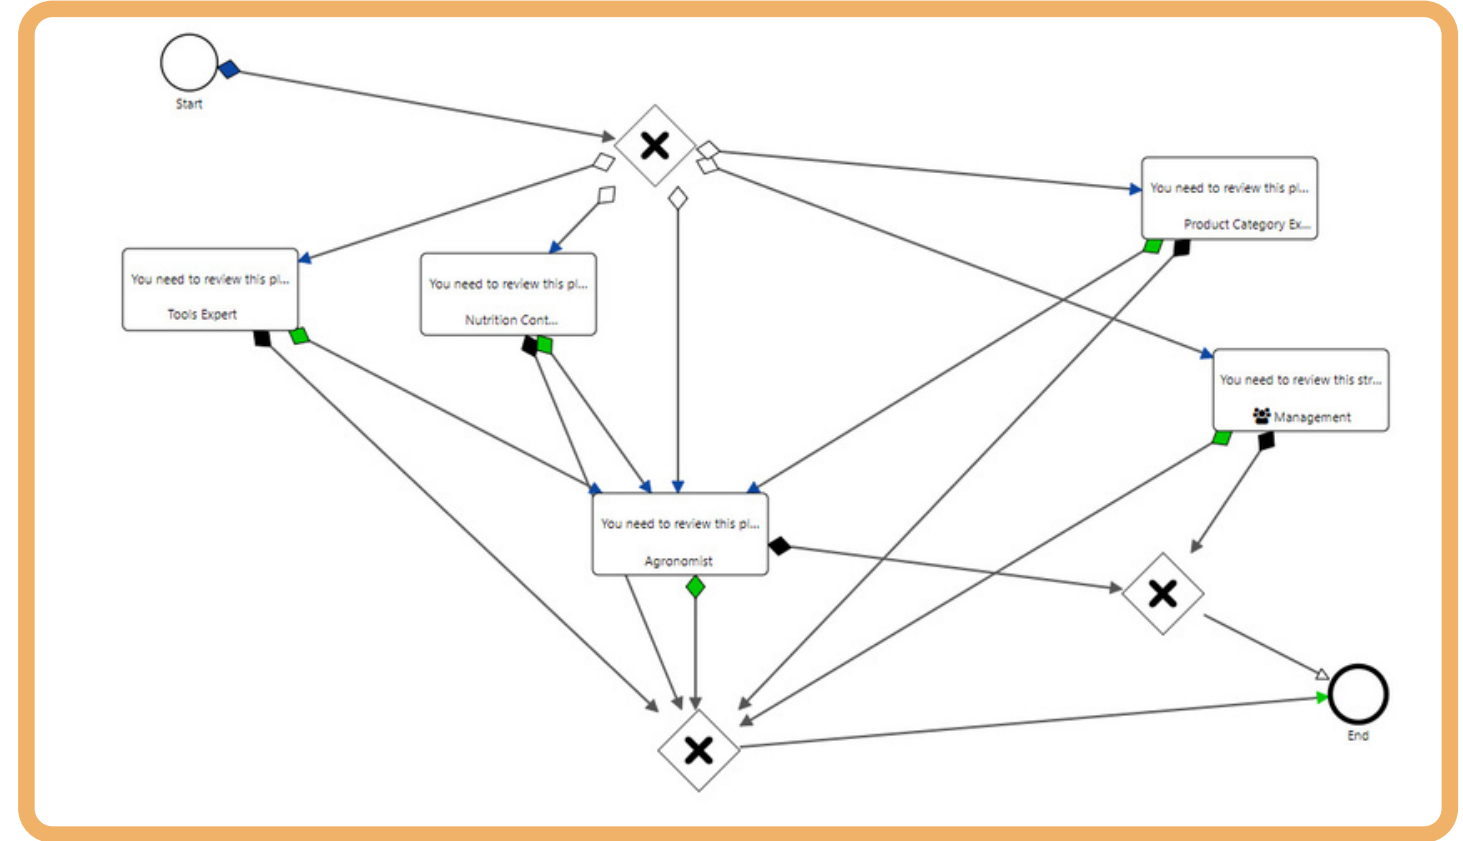 Start
You need to review this pl...
Product Category Ex...
You need to review this pl...
Tools Expert
You need to review this pl...
Nutrition Cont...
You need to review this str...
Management
You need to review this pl...
Agronomist
End